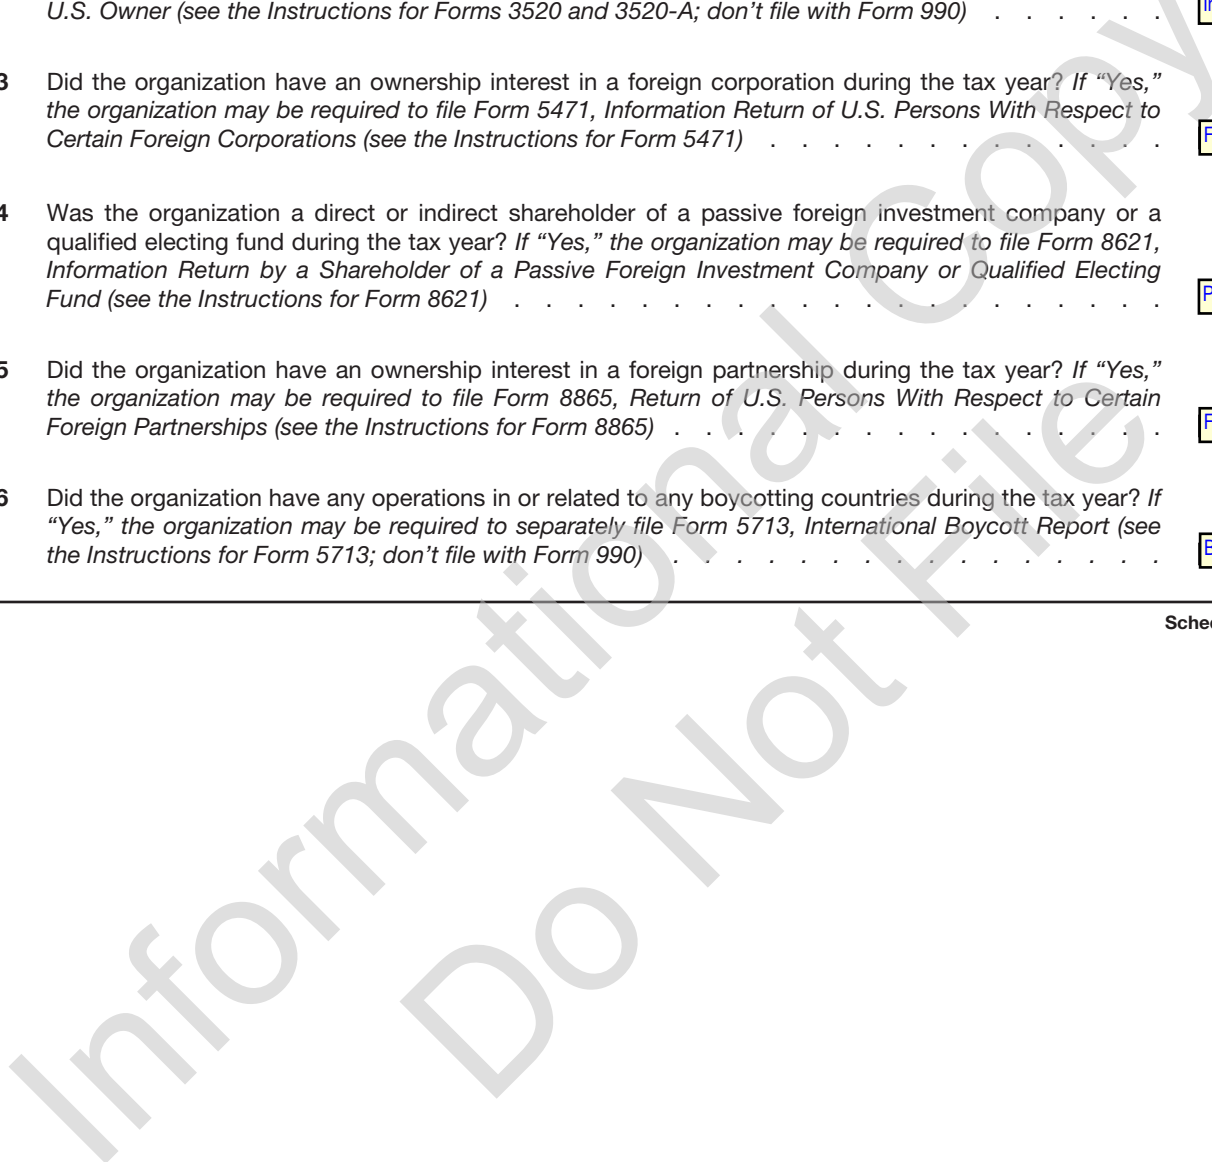 U.S. Owner (see the Instructions for Forms 3520 and 3520-A; don’t file with Form 990) . . . . . .
3 Did the organization have an ownership interest in a foreign corporation during the tax year? If “Yes,”
the organization may be required to file Form 5471, Information Return of U.S. Persons With Respect to
Certain Foreign Corporations (see the Instructions for Form 5471) . . . . . . . . . . . . .
4 Was the organization a direct or indirect shareholder of a passive foreign investment company or a
qualified electing fund during the tax year? If “Yes,” the organization may be required to file Form 8621,
Information Return by a Shareholder of a Passive Foreign Investment Company or Qualified Electing
Fund (see the Instructions for Form 8621) . . . . . . . . . . . . . . . . . . . . .
5 Did the organization have an ownership interest in a foreign partnership during the tax year? If “Yes,”
the organization may be required to file Form 8865, Return of U.S. Persons With Respect to Certain
Foreign Partnerships (see the Instructions for Form 8865) . . . . . . . . . . . . . . . .
6 Did the organization have any operations in or related to any boycotting countries during the tax year? If
“Yes,” the organization may be required to separately file Form 5713, International Boycott Report (see
the Instructions for Form 5713; don’t file with Form 990) . . . . . . . . . . . . . . . .
Informational Copy
Do Not File